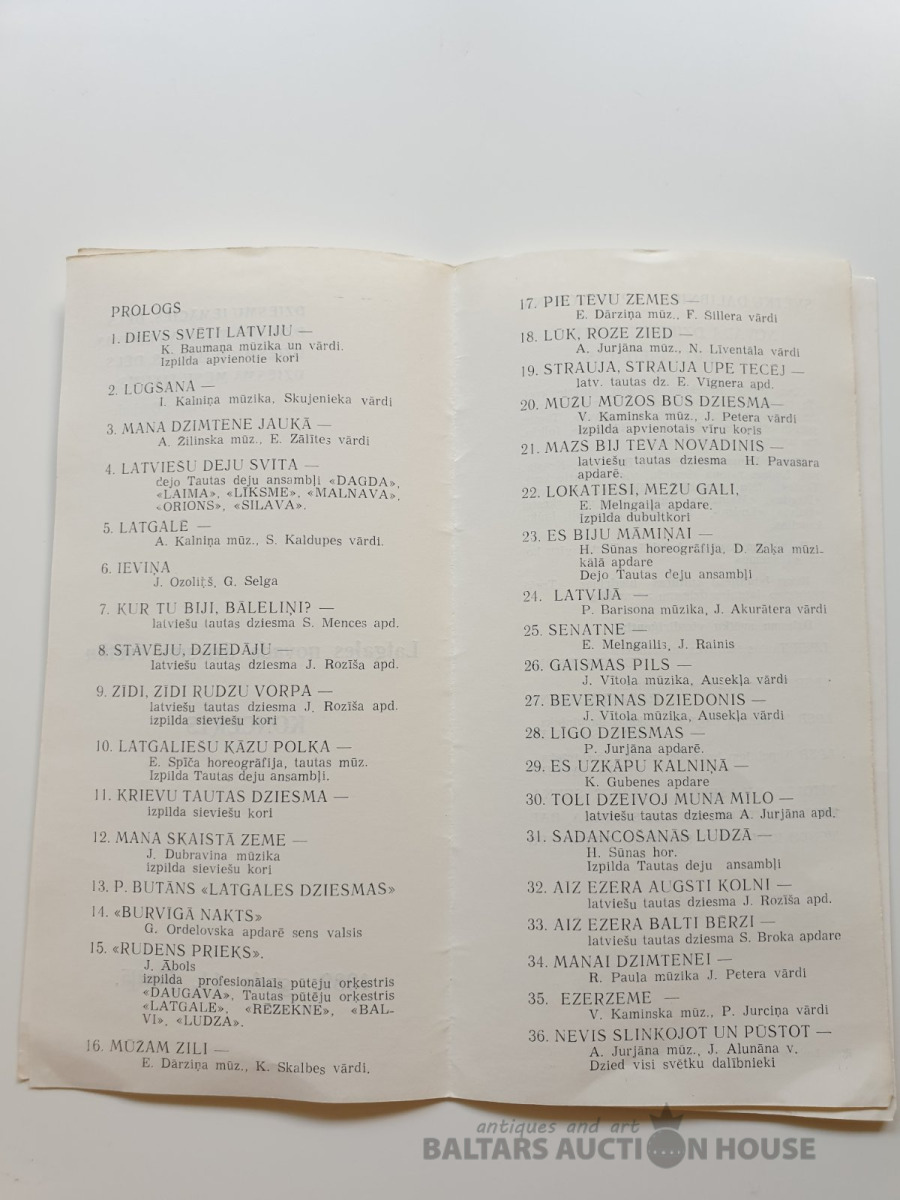 PROLOGS
1. DIEVS SVĒTI LATVIJU —
K. Baumaņa mūzika un vārdi.
Izpilda apvienotie kori
2. LŪGŠANA —
I. Kalniņa mūzika, Skujenieka vārdi
3. MANA DZIMTENE JAUKĀ —
A. Žilinska mūz., E. Zālītes vārdi
4. LATVIEŠU DEJU SVĪTA —
dejo Tautas deju ansambļi «DAGDA»,
«LAIMA», «LĪKSME», «MALNAVA»,
«ORIONS», «SILAVA».
5. LATGALĒ —
A. Kalniņa mūz., S. Kaldupes vārdi.
6. IEVIŅA
J. Ozoliņš, G. Selga
7. KUR TU BIJI, BĀLELIŅI? —
latviešu tautas dziesma S. Mences apd.
8. STĀVĒJU, DZIEDĀJU —
latviešu tautas dziesma J. Rozīša apd.
9. ZĪDI, ZĪDI RUDZU VORPA —
latviešu tautas dziesma J. Rozīša apd.
izpilda sieviešu kori
10. LATGALIEŠU KĀZU POLKA —
E. Spīča horeogrāfija, tautas mūz.
Izpilda Tautas deju ansambļi.
11. KRIEVU TAUTAS DZIESMA —
izpilda sieviešu kori
12. MANA SKAISTĀ ZEME —
J. Dubravina mūzika
izpilda sieviešu kori
13. P. BUTĀNS «LATGALES DZIESMAS»
14. «BURVĪGĀ NAKTS»
G. Ordelovska apdarē sens valsis
15. «RUDENS PRIEKS».
J. Ābols
izpilda profesionālais pūtēju orķestris
«DAUGAVA», Tautas pūtēju orķestris
«LATGALE», «RĒZEKNE», «BAL-
VI», «LUDZA».
16. MŪŽAM ZILI —
E. Dārziņa mūz., K. Skalbes vārdi.
17. PIE TĒVU ZEMES —
E. Dārziņa mūz., F. Šillera vārdi
18. LŪK, ROZE ZIED —
A. Jurjāna mūz., N. Līventāla vārdi
19. STRAUJA, STRAUJA UPE TECĒJ —
latv. tautas dz. E. Vīgnera apd.
20. MŪŽU MŪŽOS BŪS DZIESMA—
V. Kaminska mūz., J. Petera vārdi
Izpilda apvienotais vīru koris
21. MAZS BIJ TĒVA NOVADIŅIS —
latviešu tautas dziesma H. Pavasara
apdarē.
22. LOKATIESI, MEŽU GALI,
E. Melngaiļa apdare,
izpilda dubultkori
23. ES BIJU MĀMIŅAI —
H. Sūnas horeogrāfija, D. Zaķa mūzi-
kālā apdare
Dejo Tautas deju ansambļi
24. LATVIJĀ —
P. Barisona mūzika, J. Akurātera vārdi
25. SENATNE —
E. Melngailis, J. Rainis
26. GAISMAS PILS —
J. Vītola mūzika, Ausekļa vārdi
27. BEVERĪNAS DZIEDONIS —
J. Vītola mūzika, Ausekļa vārdi
28. LĪGO DZIESMAS —
P. Jurjāna apdarē.
29. ES UZKĀPU KALNIŅĀ —
K. Gubenes apdare
30. TOLI DZEIVOJ MUNA MĪLO —
latviešu tautas dziesma A. Jurjāna apd.
31. SADANCOŠANĀS LUDZĀ —
H. Sūnas hor.
Izpilda Tautas deju ansambļi
32. AIZ EZERA AUGSTI KOLNI —
latviešu tautas dziesma J. Rozīša apd.
33. AIZ EZERA BALTI BĒRZI —
latviešu tautas dziesma S. Broka apdare
34. MANAI DZIMTENEI —
R. Paula mūzika J. Petera vārdi
35. EZERZEME —
V. Kaminska mūz., P. Jurciņa vārdi
36. NEVIS SLINKOJOT UN PŪSTOT —
A. Jurjāna mūz., J. Alunāna v.
Dzied visi svētku dalībnieki
antiques and art
BALTARS AUCTION HOUSE